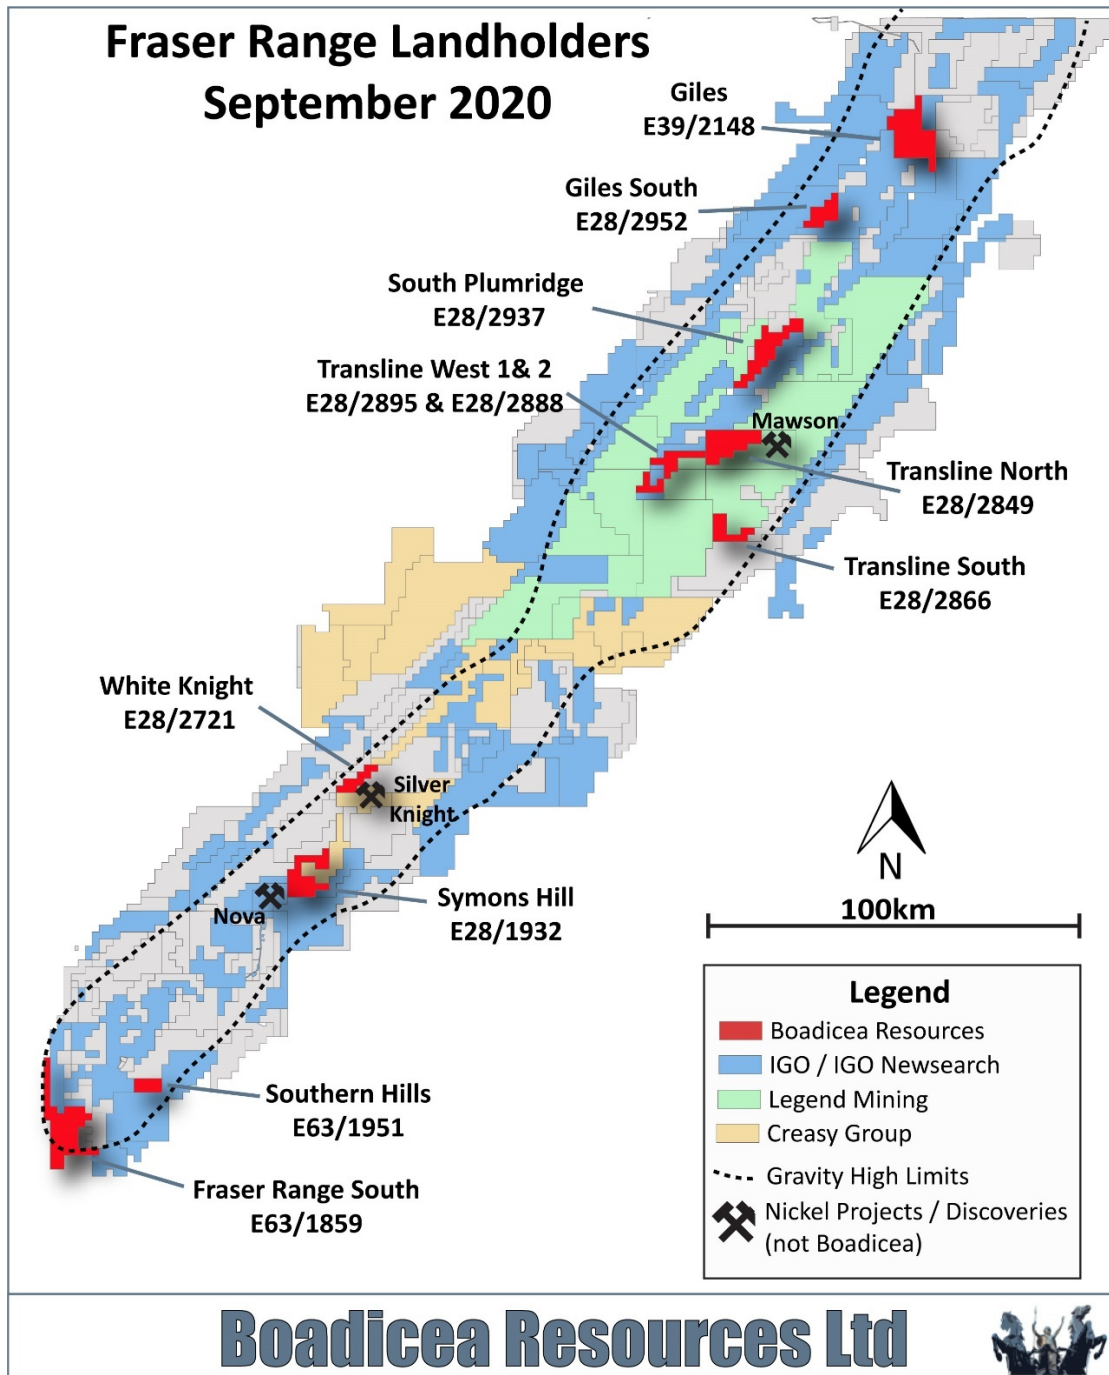 Fraser Range Landholders
September 2020
Giles
E39/2148
Giles South
E28/2952
South Plumridge
E28/2937
Transline West 1& 2
E28/2895 & E28/2888
Mawson
Transline North
E28/2849
Transline South
E28/2866
White Knight
E28/2721
Silver
Knight
Nova
Symons Hill
E28/1932
N
100km
Southern Hills
E63/1951
Fraser Range South
E63/1859
Legend
Boadicea Resources
IGO / IGO Newsearch
Legend Mining
Creasy Group
Gravity High Limits
Nickel Projects / Discoveries
(not Boadicea)
Boadicea Resources Ltd